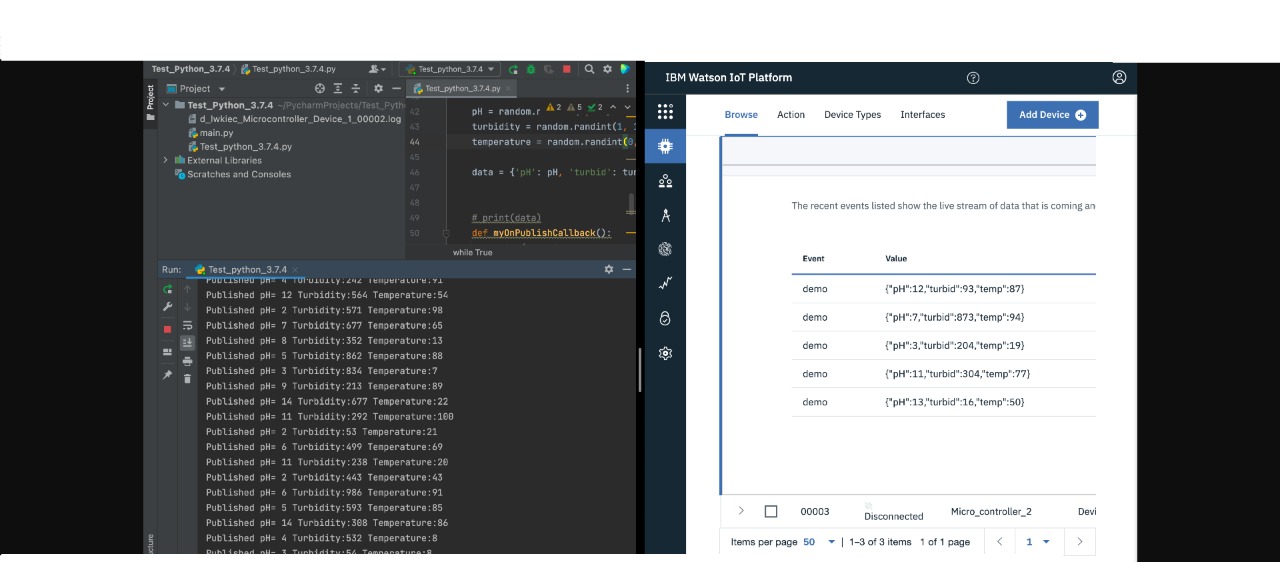 Test_Python_3.7.4 Test_python_3.7.4.py
Test_python_3.7.4
Project
Project
Test_python_3.7.4.py
Test_Python_3.7.4 ~/PycharmProjects/Test_Pyth
d_lwkiec_Microcontroller_Device_1_00002.log
main.py
Test_Python_3.7.4.py
External Libraries
Scratches and Consoles
2 5 2
42 pH = random.r
43 turbidity = random.randint(1,
44 temperature = random.randint(0,
45
46 data = {'pH': pH, 'turbid': tur
47
48
49 # print(data)
50 def myOnPublishCallback():
while True
Run: Test_python_3.7.4
Published pH= 4 Turbidity:242 Temperature:91
Published pH= 12 Turbidity:564 Temperature:54
Published pH= 2 Turbidity:571 Temperature:98
Published pH= 7 Turbidity:677 Temperature:65
Published pH= 8 Turbidity:352 Temperature:13
Published pH= 5 Turbidity:862 Temperature:88
Published pH= 3 Turbidity:834 Temperature:7
Published pH= 9 Turbidity:213 Temperature:89
Published pH= 14 Turbidity:677 Temperature:22
Published pH= 11 Turbidity:292 Temperature:100
Published pH= 2 Turbidity:53 Temperature:21
Published pH= 6 Turbidity:499 Temperature:69
Published pH= 11 Turbidity:238 Temperature:20
Published pH= 2 Turbidity:443 Temperature:43
Published pH= 6 Turbidity:986 Temperature:91
Published pH= 5 Turbidity:593 Temperature:85
Published pH= 14 Turbidity:308 Temperature:86
Published pH= 4 Turbidity:532 Temperature:8
Published pH= 3 Turbidity:54 Temperature:8
cture
IBM Watson IoT Platform
Browse Action Device Types Interfaces Add Device
The recent events listed show the live stream of data that is coming an
Event Value
demo {"pH":12,"turbid":93,"temp":87}
demo {"pH":7,"turbid":873,"temp":94}
demo {"pH":3,"turbid":204,"temp":19}
demo {"pH":11,"turbid":304,"temp":77}
demo {"pH":13,"turbid":16,"temp":50}
00003 Disconnected Micro_controller_2 Devi
Items per page 50 | 1–3 of 3 items 1 of 1 page 1